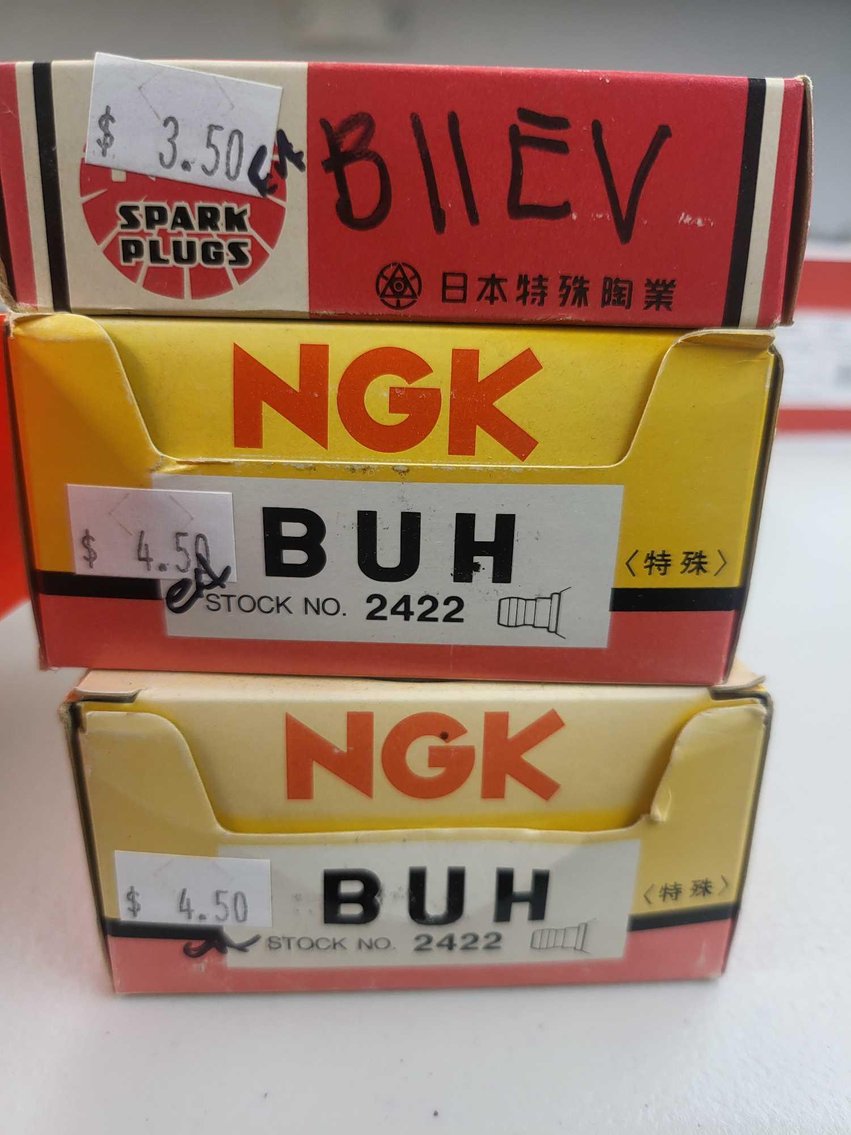 $ 3.50 ea
B11EV
SPARK
PLUGS
日本特殊陶業
NGK
$ 4.50 ea
BUH
〈特殊〉
STOCK NO. 2422
NGK
$ 4.50 ea
BUH
〈特殊〉
STOCK NO. 2422